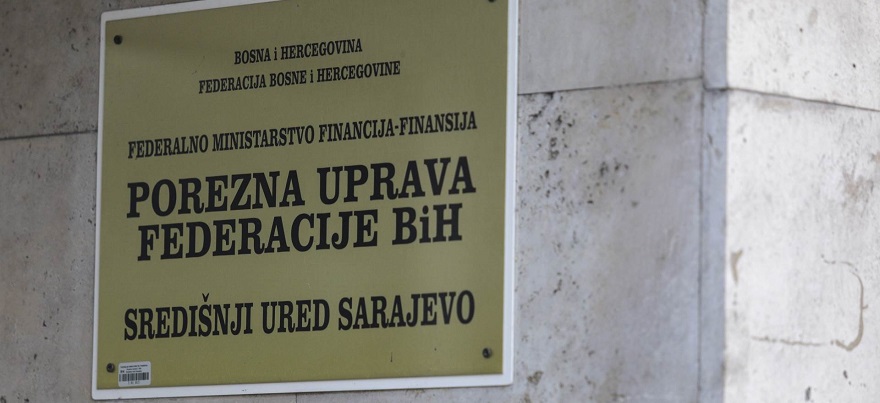 BOSNA i HERCEGOVINA
FEDERACIJA BOSNE i HERCEGOVINE
FEDERALNO MINISTARSTVO FINANCIJA-FINANSIJA
POREZNA UPRAVA
FEDERACIJE BiH
SREDIŠNJI URED SARAJEVO